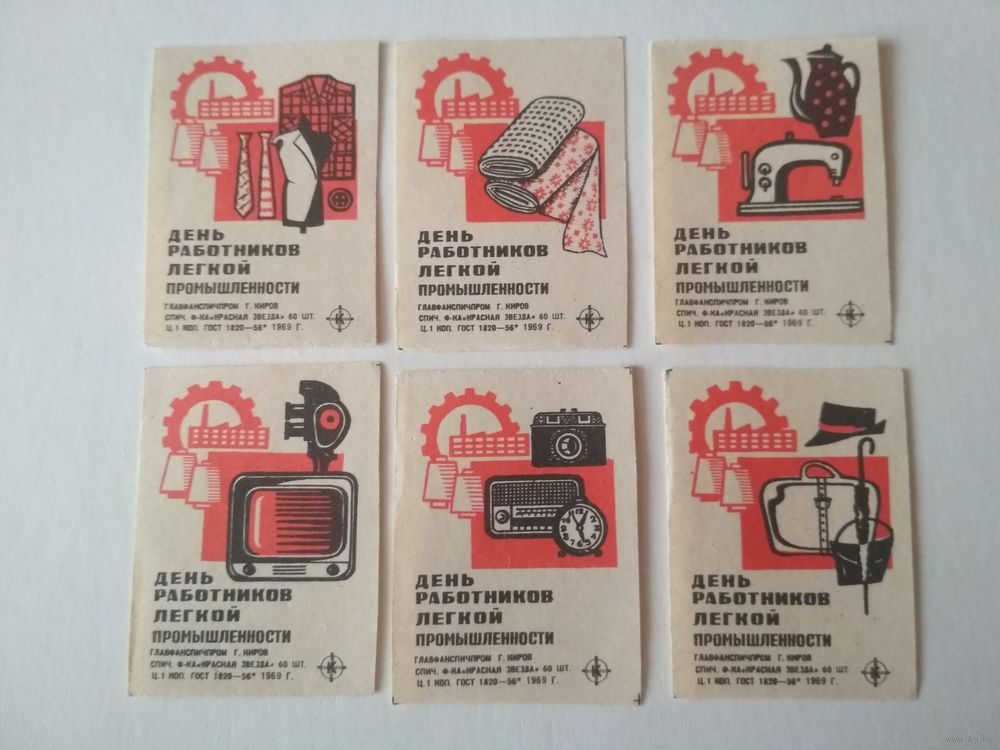 ДЕНЬ
РАБОТНИКОВ
ЛЕГКОЙ
ПРОМЫШЛЕННОСТИ
ГЛАВФАНСПИЧПРОМ Г. КИРОВ
СПИЧ. Ф-КА «КРАСНАЯ ЗВЕЗДА» 60 ШТ.
Ц. 1 КОП. ГОСТ 1820—56* 1969 Г.
К
ДЕНЬ
РАБОТНИКОВ
ЛЕГКОЙ
ПРОМЫШЛЕННОСТИ
ГЛАВФАНСПИЧПРОМ Г. КИРОВ
СПИЧ. Ф-КА «КРАСНАЯ ЗВЕЗДА» 60 ШТ.
Ц. 1 КОП. ГОСТ 1820—56* 1969 Г.
К
ДЕНЬ
РАБОТНИКОВ
ЛЕГКОЙ
ПРОМЫШЛЕННОСТИ
ГЛАВФАНСПИЧПРОМ Г. КИРОВ
СПИЧ. Ф-КА «КРАСНАЯ ЗВЕЗДА» 60 ШТ.
Ц. 1 КОП. ГОСТ 1820—56* 1969 Г.
К
ДЕНЬ
РАБОТНИКОВ
ЛЕГКОЙ
ПРОМЫШЛЕННОСТИ
ГЛАВФАНСПИЧПРОМ Г. КИРОВ
СПИЧ. Ф-КА «КРАСНАЯ ЗВЕЗДА» 60 ШТ.
Ц. 1 КОП. ГОСТ 1820—56* 1969 Г.
К
ДЕНЬ
РАБОТНИКОВ
ЛЕГКОЙ
ПРОМЫШЛЕННОСТИ
ГЛАВФАНСПИЧПРОМ Г. КИРОВ
СПИЧ. Ф-КА «КРАСНАЯ ЗВЕЗДА» 60 ШТ.
Ц. 1 КОП. ГОСТ 1820—56* 1969 Г.
К
ДЕНЬ
РАБОТНИКОВ
ЛЕГКОЙ
ПРОМЫШЛЕННОСТИ
ГЛАВФАНСПИЧПРОМ Г. КИРОВ
СПИЧ. Ф-КА «КРАСНАЯ ЗВЕЗДА» 60 ШТ.
Ц. 1 КОП. ГОСТ 1820—56* 1969 Г.
К
www.ay.by